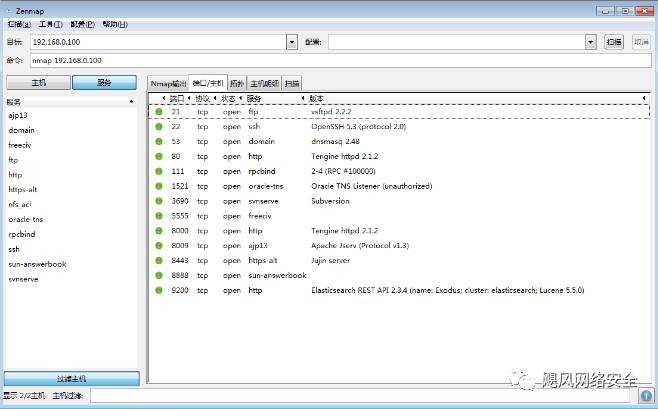 Zenmap
扫描(S) 工具(T) 配置(P) 帮助(H)
目标: 192.168.0.100 配置: 扫描 取消
命令: nmap 192.168.0.100
主机 服务 Nmap输出 端口/主机 拓扑 主机明细 扫描
服务
ajp13
domain
freeciv
ftp
http
https-alt
nfs_acl
oracle-tns
rpcbind
ssh
sun-answerbook
svnserve
端口 协议 状态 服务 版本
21 tcp open ftp vsftpd 2.2.2
22 tcp open ssh OpenSSH 5.3 (protocol 2.0)
53 tcp open domain dnsmasq 2.48
80 tcp open http Tengine httpd 2.1.2
111 tcp open rpcbind 2-4 (RPC #100000)
1521 tcp open oracle-tns Oracle TNS Listener (unauthorized)
3690 tcp open svnserve Subversion
5555 tcp open freeciv
8000 tcp open http Tengine httpd 2.1.2
8009 tcp open ajp13 Apache Jserv (Protocol v1.3)
8443 tcp open https-alt Jujin server
8888 tcp open sun-answerbook
9200 tcp open http Elasticsearch REST API 2.3.4 (name: Exodus; cluster: elasticsearch; Lucene 5.5.0)
过滤主机
显示 2/2主机 主机过滤:
飓风网络安全